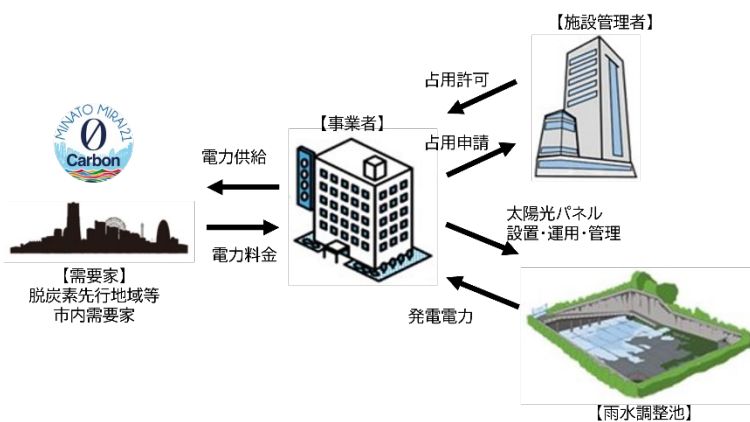 【施設管理者】
占用許可
占用申請
【事業者】
MINATO MIRAI21
0
Carbon
電力供給
電力料金
【需要家】
脱炭素先行地域等
市内需要家
太陽光パネル
設置・運用・管理
発電電力
【雨水調整池】